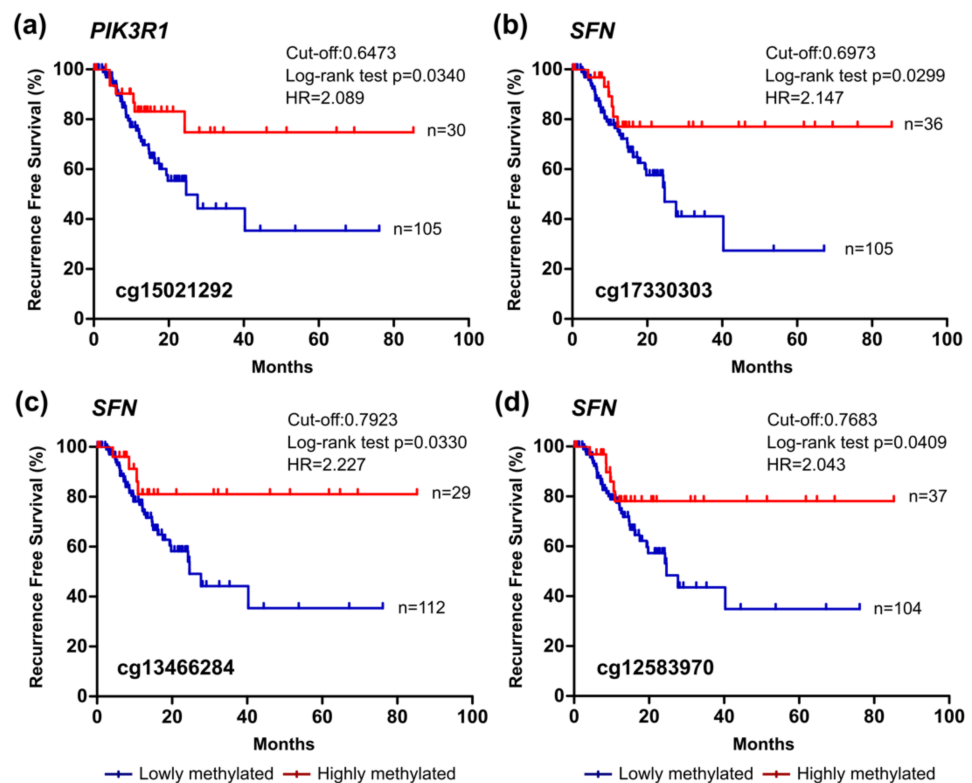 (a) PIK3R1
Cut-off:0.6473
Log-rank test p=0.0340
HR=2.089
Recurrence Free Survival (%)
100
80
60
40
20
0
n=30
n=105
cg15021292
0 20 40 60 80 100
Months
(b) SFN
Cut-off:0.6973
Log-rank test p=0.0299
HR=2.147
Recurrence Free Survival (%)
100
80
60
40
20
0
n=36
n=105
cg17330303
0 20 40 60 80 100
Months
(c) SFN
Cut-off:0.7923
Log-rank test p=0.0330
HR=2.227
Recurrence Free Survival (%)
100
80
60
40
20
0
n=29
n=112
cg13466284
0 20 40 60 80 100
Months
Lowly methylated Highly methylated
(d) SFN
Cut-off:0.7683
Log-rank test p=0.0409
HR=2.043
Recurrence Free Survival (%)
100
80
60
40
20
0
n=37
n=104
cg12583970
0 20 40 60 80 100
Months
Lowly methylated Highly methylated